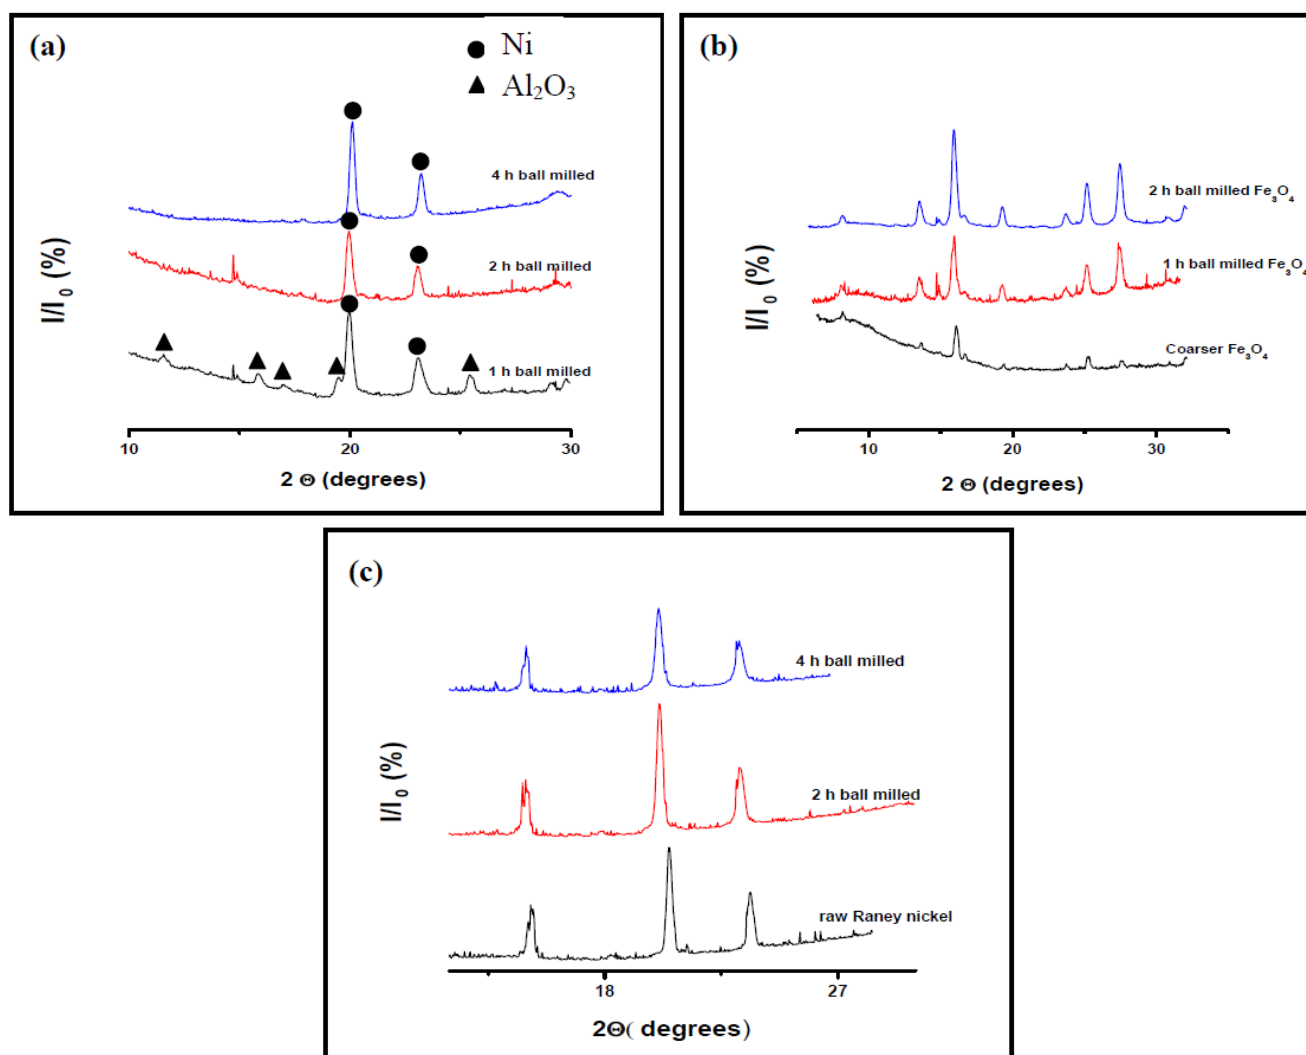 (a)
Ni
Al₂O₃
4 h ball milled
2 h ball milled
1 h ball milled
I/I₀ (%)
10 20 30
2 Θ (degrees)
(b)
2 h ball milled Fe₃O₄
1 h ball milled Fe₃O₄
Coarser Fe₃O₄
I/I₀ (%)
10 20 30
2 Θ (degrees)
(c)
4 h ball milled
2 h ball milled
raw Raney nickel
I/I₀ (%)
18 27
2Θ( degrees)